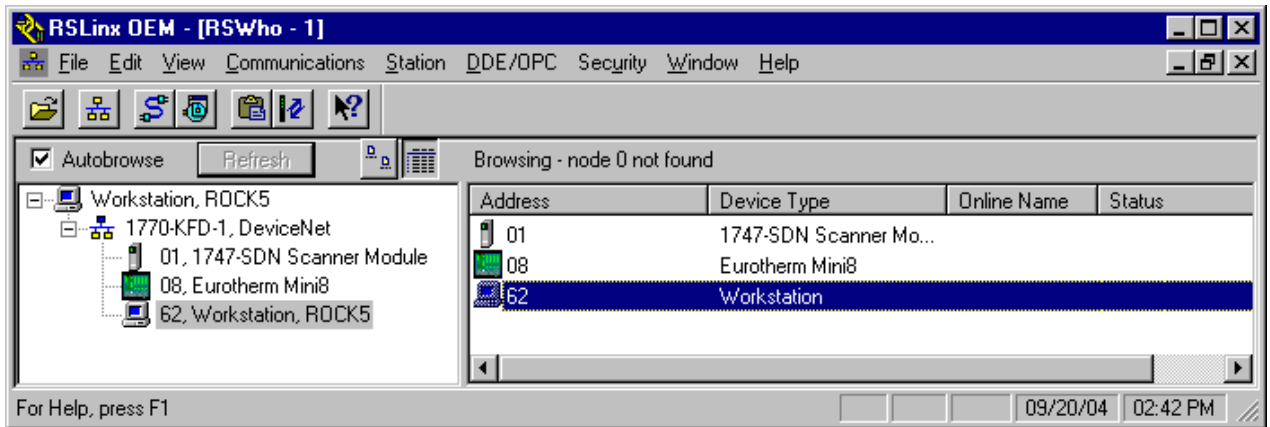 RSLinx OEM - [RSWho - 1]
File Edit View Communications Station DDE/OPC Security Window Help
Autobrowse Refresh Browsing - node 0 not found
Workstation, ROCK5
1770-KFD-1, DeviceNet
01, 1747-SDN Scanner Module
08, Eurotherm Mini8
62, Workstation, ROCK5
Address Device Type Online Name Status
01 1747-SDN Scanner Mo...
08 Eurotherm Mini8
62 Workstation
For Help, press F1 09/20/04 02:42 PM